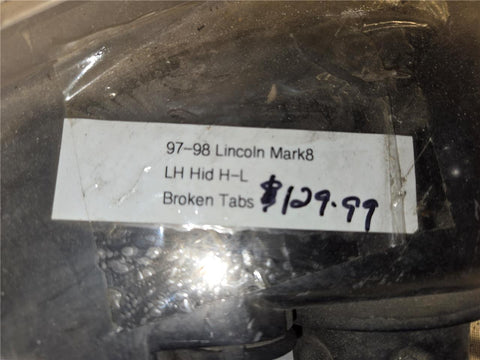 97-98 Lincoln Mark8
LH Hid H-L
Broken Tabs $129.99